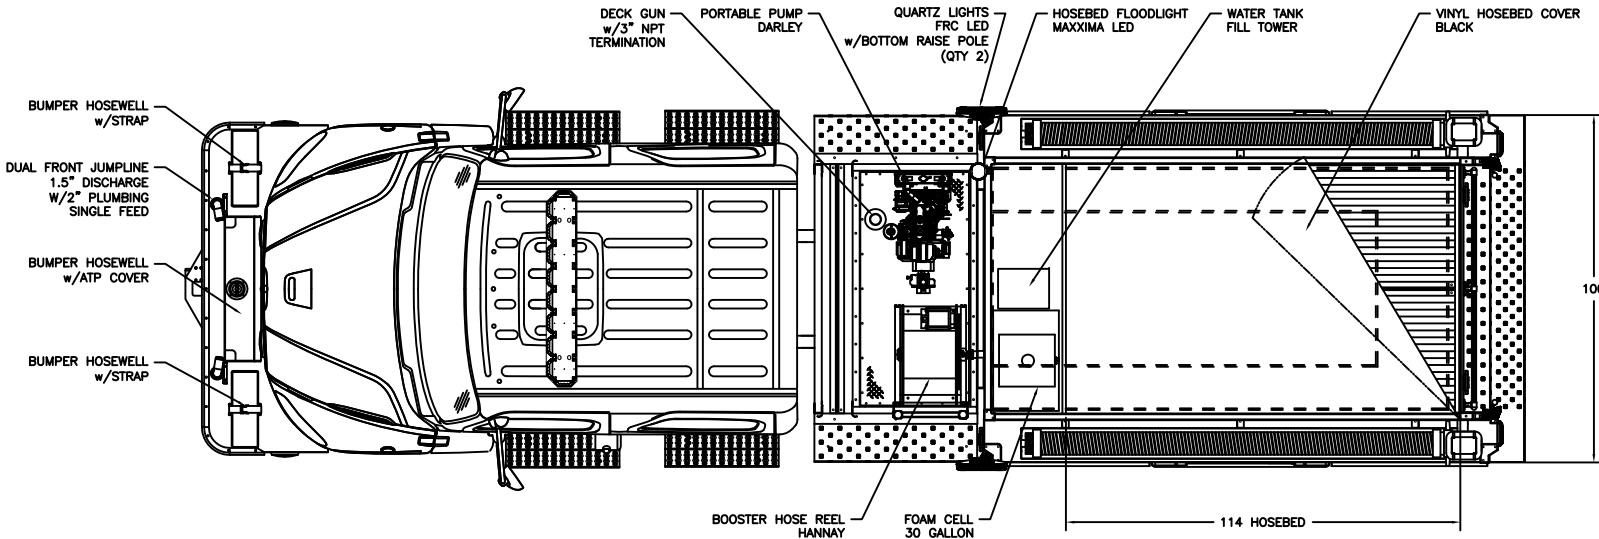 DECK GUN
w/3" NPT
TERMINATION
PORTABLE PUMP
DARLEY
QUARTZ LIGHTS
FRC LED
w/BOTTOM RAISE POLE
(QTY 2)
HOSEBED FLOODLIGHT
MAXXIMA LED
WATER TANK
FILL TOWER
VINYL HOSEBED COVER
BLACK
BUMPER HOSEWELL
w/STRAP
DUAL FRONT JUMPLINE
1.5" DISCHARGE
W/2" PLUMBING
SINGLE FEED
BUMPER HOSEWELL
w/ATP COVER
BUMPER HOSEWELL
w/STRAP
100
BOOSTER HOSE REEL
HANNAY
FOAM CELL
30 GALLON
114 HOSEBED